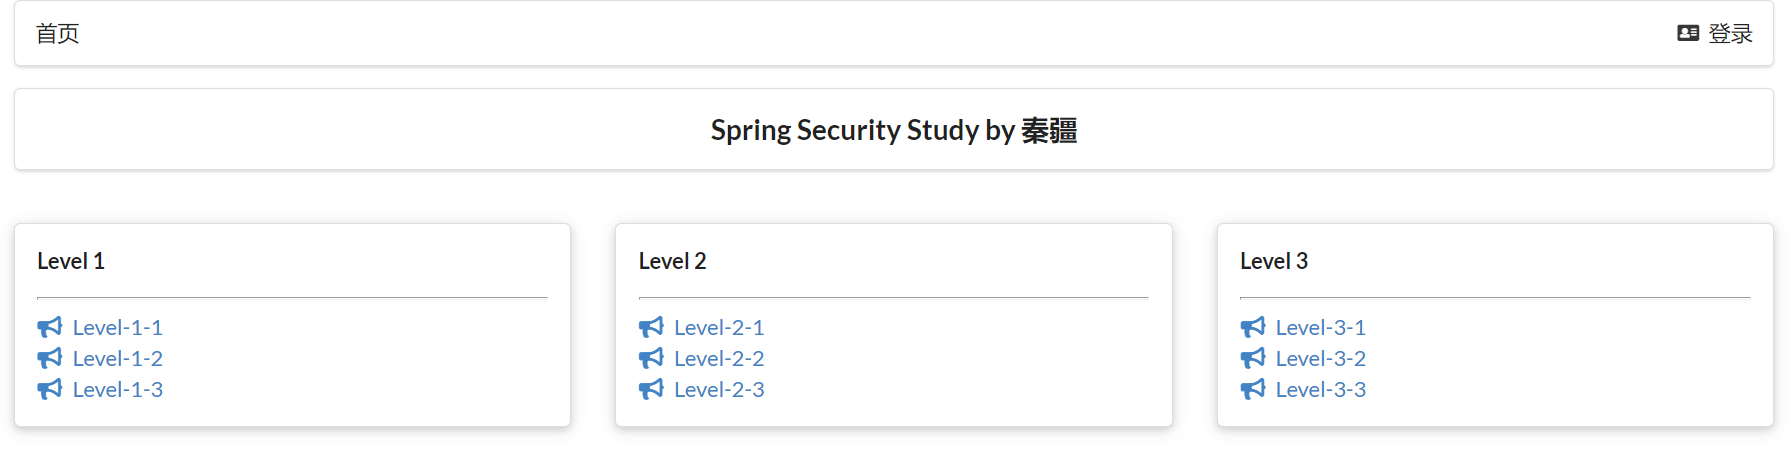 首页
登录
Spring Security Study by 秦疆
Level 1
Level-1-1
Level-1-2
Level-1-3
Level 2
Level-2-1
Level-2-2
Level-2-3
Level 3
Level-3-1
Level-3-2
Level-3-3